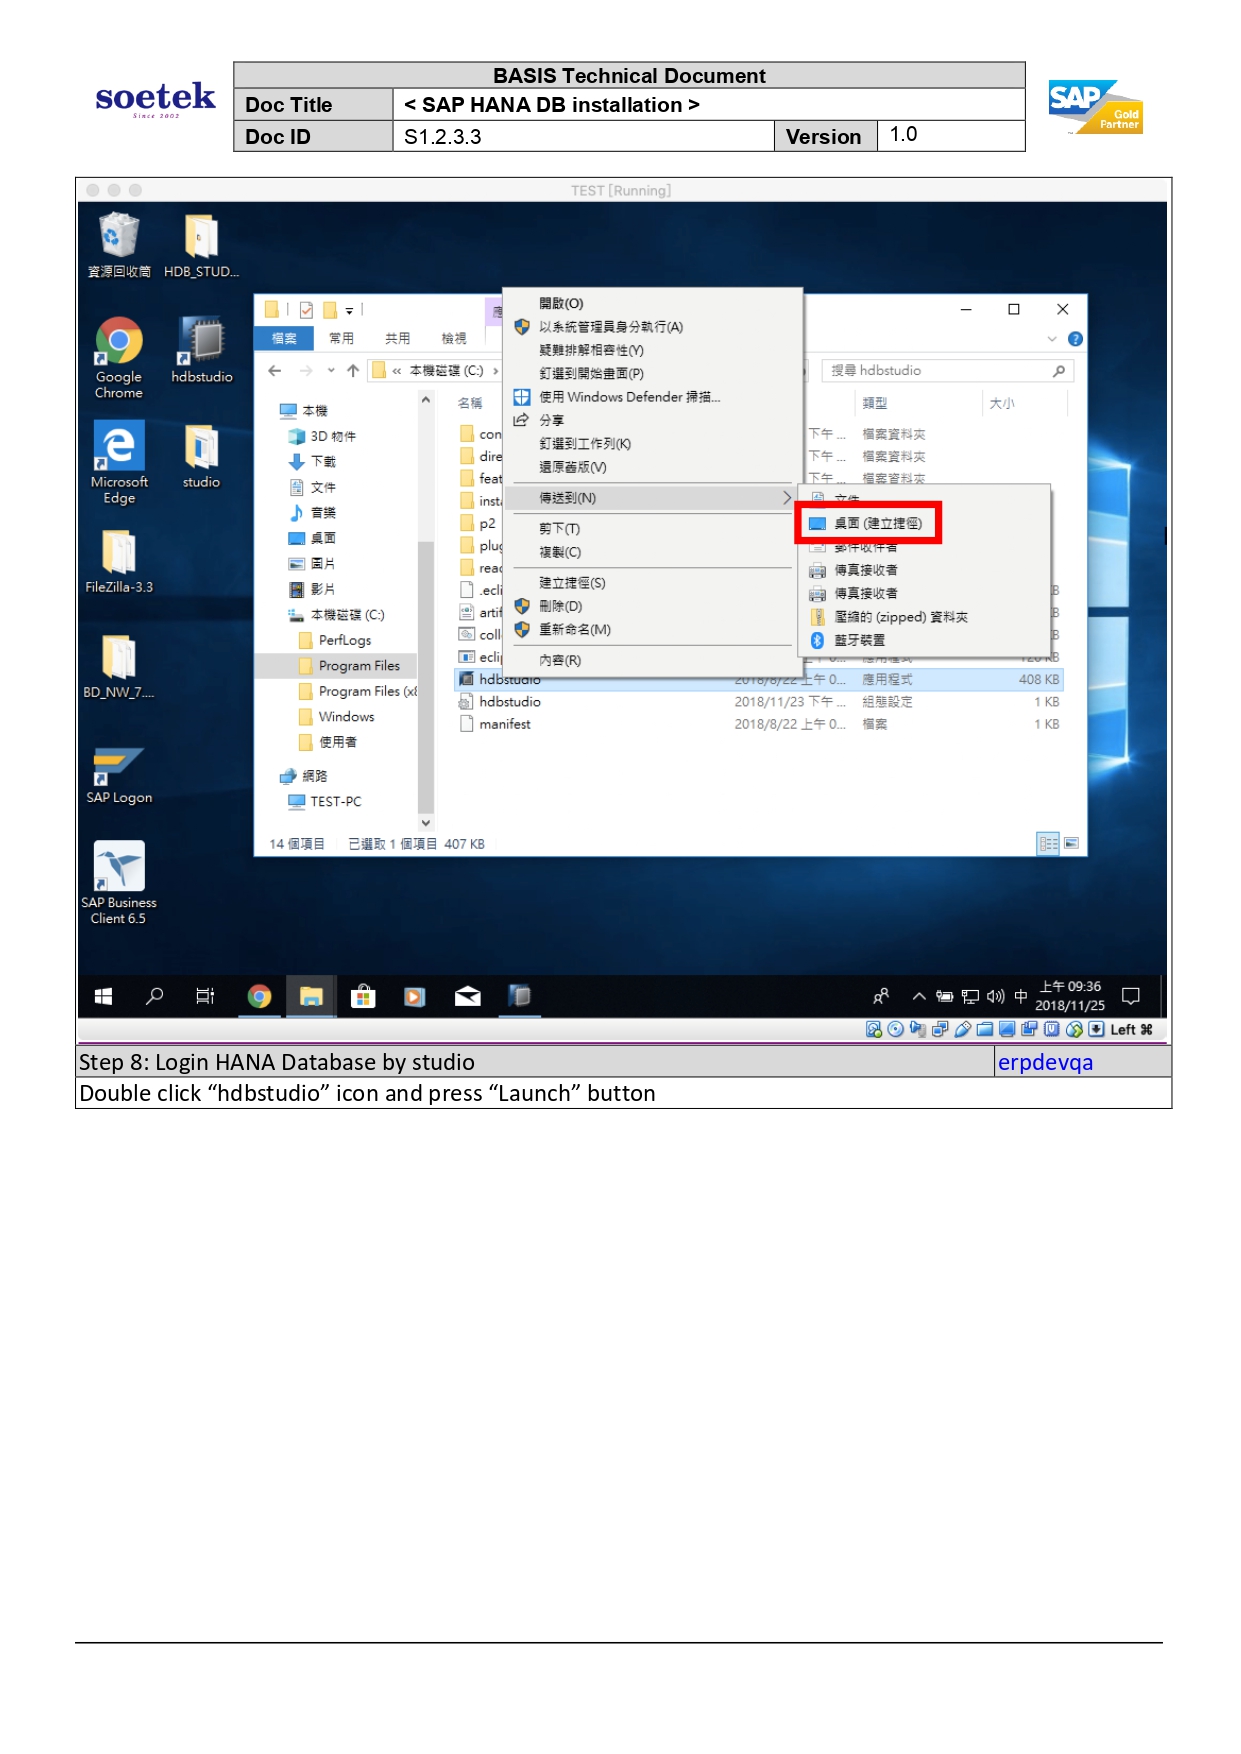 soetek
Since 2002
BASIS Technical Document
Doc Title < SAP HANA DB installation >
Doc ID S1.2.3.3 Version 1.0
SAP
Gold
Partner
TEST [Running]
資源回收筒
HDB_STUD...
Google
Chrome
hdbstudio
Microsoft
Edge
studio
FileZilla-3.3
BD_NW_7....
SAP Logon
SAP Business
Client 6.5
檔案 常用 共用 檢視
« 本機磁碟 (C:) ›
搜尋 hdbstudio
本機
3D 物件
下載
文件
音樂
桌面
圖片
影片
本機磁碟 (C:)
PerfLogs
Program Files
Program Files (x8
Windows
使用者
網路
TEST-PC
名稱 類型 大小
con 下午 ... 檔案資料夾
dire 下午 ... 檔案資料夾
feat 下午 ... 檔案資料夾
inst
p2
plug
read
.ecli
artif
coll
ecli
hdbstudio 2018/8/22 上午 0... 應用程式 408 KB
hdbstudio 2018/11/23 下午 ... 組態設定 1 KB
manifest 2018/8/22 上午 0... 檔案 1 KB
14 個項目 已選取 1 個項目 407 KB
開啟(O)
以系統管理員身分執行(A)
疑難排解相容性(Y)
釘選到開始畫面(P)
使用 Windows Defender 掃描...
分享
釘選到工作列(K)
還原舊版(V)
傳送到(N)
剪下(T)
複製(C)
建立捷徑(S)
刪除(D)
重新命名(M)
內容(R)
文件
桌面 (建立捷徑)
郵件收件者
傳真接收者
傳真接收者
壓縮的 (zipped) 資料夾
藍牙裝置
中
上午 09:36
2018/11/25
Left ⌘
Step 8: Login HANA Database by studio erpdevqa
Double click “hdbstudio” icon and press “Launch” button